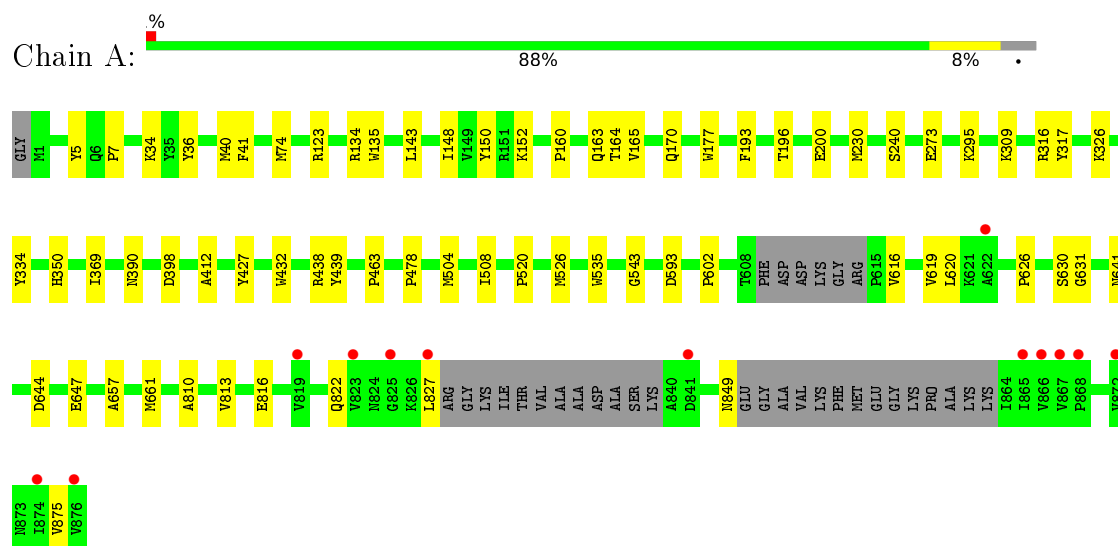 %
Chain A:
88% 8% •
GLY M1 Y5 Q6 P7 K34 Y35 Y36 M40 F41 M74 R123 R134 W135 L143 I148 V149 Y150 R151 K152 P160 Q163 T164 V165 Q170 W177 F193 T196 E200 M230 S240 E273 K295 K309 R316 Y317 K326
Y334 H350 I369 N390 D398 A412 Y427 W432 R438 Y439 P463 P478 M504 I508 P520 M526 W535 G543 D593 P602 T608 PHE ASP ASP LYS GLY ARG P615 V616 V619 L620 K621 A622 P626 S630 G631 N641
D644 E647 A657 M661 A810 V813 E816 V819 Q822 V823 N824 G825 K826 L827 ARG GLY LYS ILE THR VAL ALA ALA ASP ALA SER LYS A840 D841 N849 GLU GLY ALA VAL LYS PHE MET GLU GLY LYS PRO ALA LYS LYS I864 I865 V866 V867 P868 V872
N873 I874 V875 V876